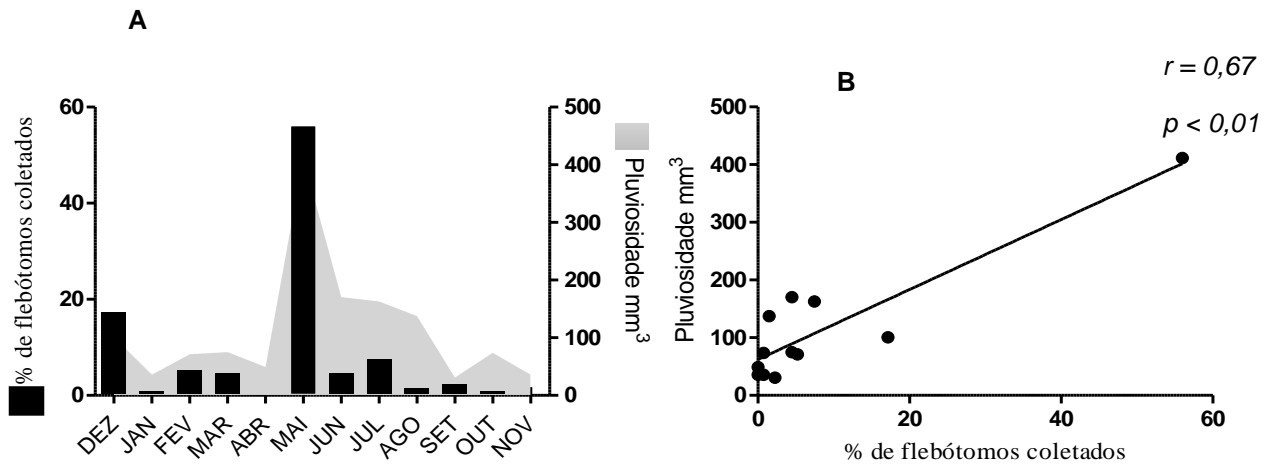 A
% de flebótomos coletados
60
40
20
0
500
400
300
200
100
0
Pluviosidade mm³
DEZ
JAN
FEV
MAR
ABR
MAI
JUN
JUL
AGO
SET
OUT
NOV
B
r = 0,67
p < 0,01
Pluviosidade mm³
500
400
300
200
100
0
0
20
40
60
% de flebótomos coletados